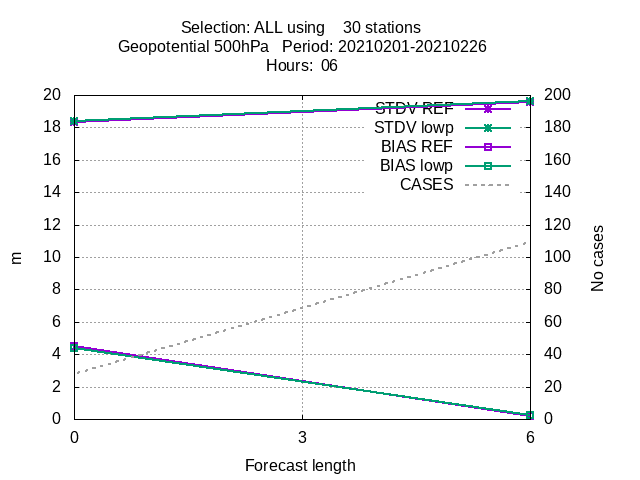 Selection: ALL using    30 stations
Geopotential 500hPa   Period: 20210201-20210226
Hours:  06
20 200
STDV REF
18 180
STDV lowp
16 160
BIAS REF
BIAS lowp
14 140
CASES
12 120
10 100
m
No cases
8 80
6 60
4 40
2 20
0 0
0 3 6
Forecast length